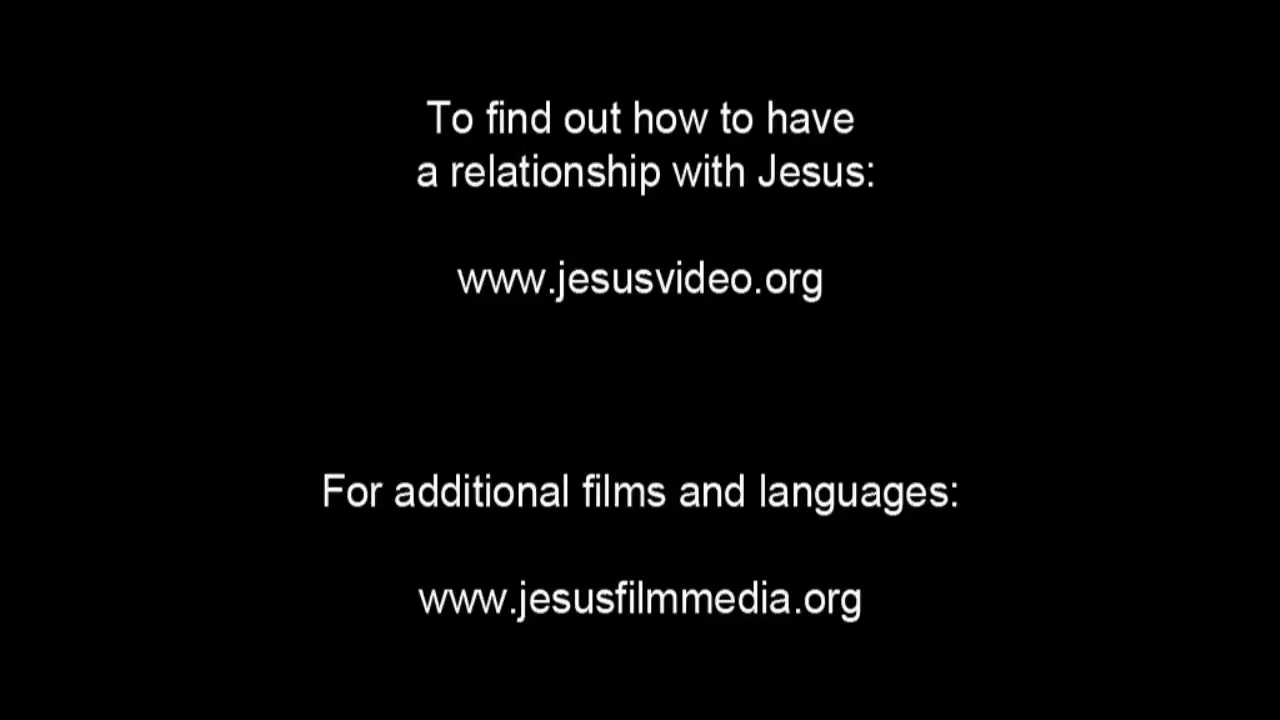 To find out how to have
a relationship with Jesus:
www.jesusvideo.org
For additional films and languages:
www.jesusfilmmedia.org